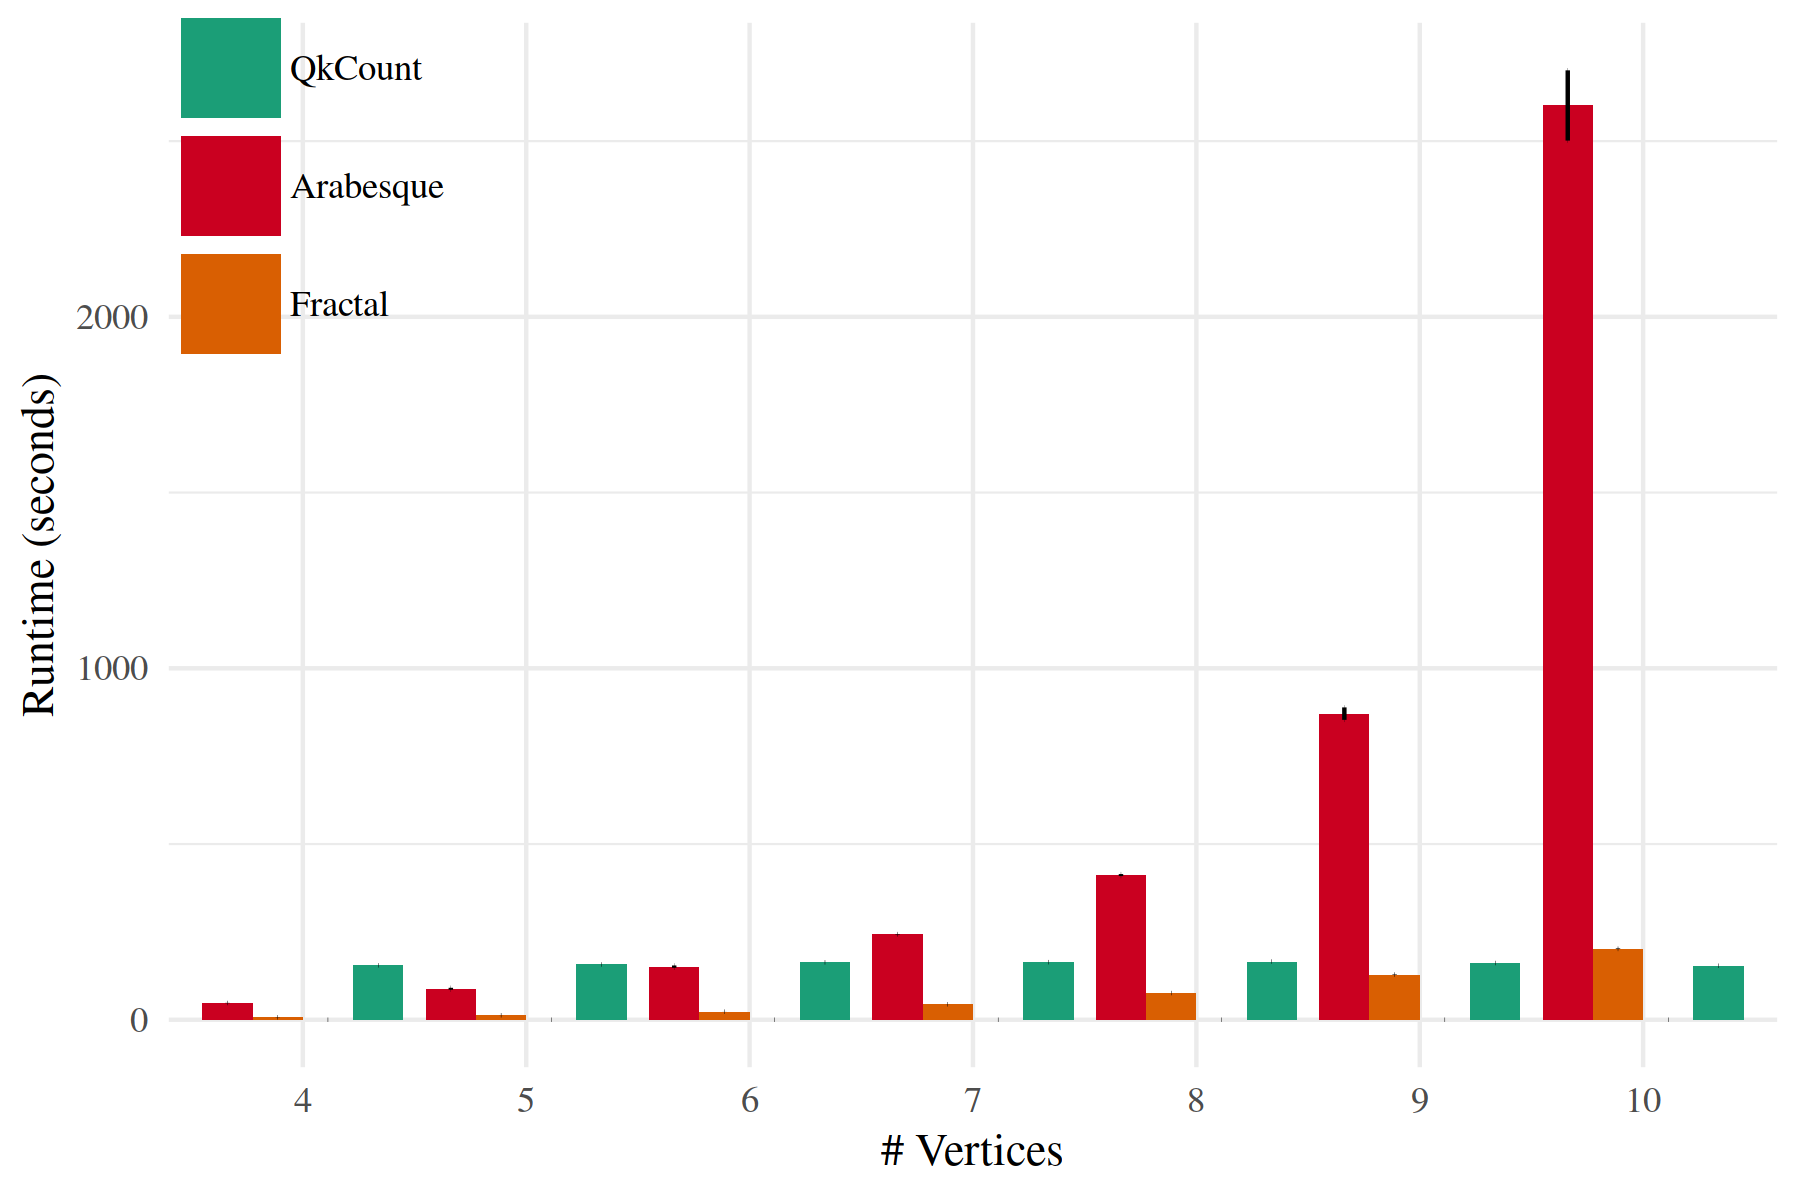 QkCount
Arabesque
Fractal
Runtime (seconds)
2000
1000
0
4 5 6 7 8 9 10
# Vertices